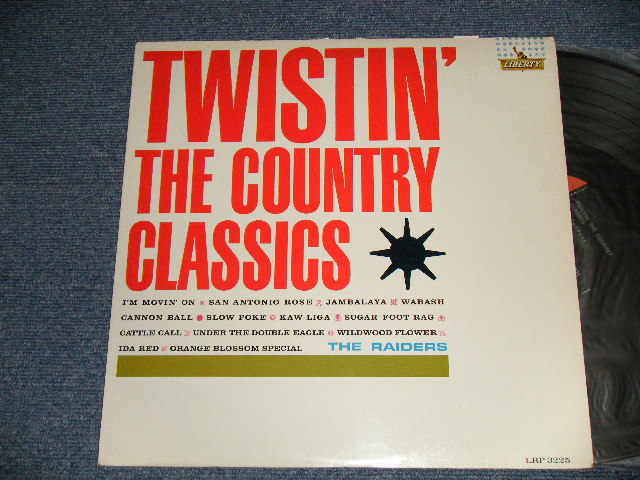 TWISTIN'
LIBERTY
THE COUNTRY
CLASSICS
I'M MOVIN' ON SAN ANTONIO ROSE JAMBALAYA WABASH
CANNON BALL SLOW POKE KAW LIGA SUGAR FOOT RAG
CATTLE CALL UNDER THE DOUBLE EAGLE WILDWOOD FLOWER
IDA RED ORANGE BLOSSOM SPECIAL THE RAIDERS
LRP 3225